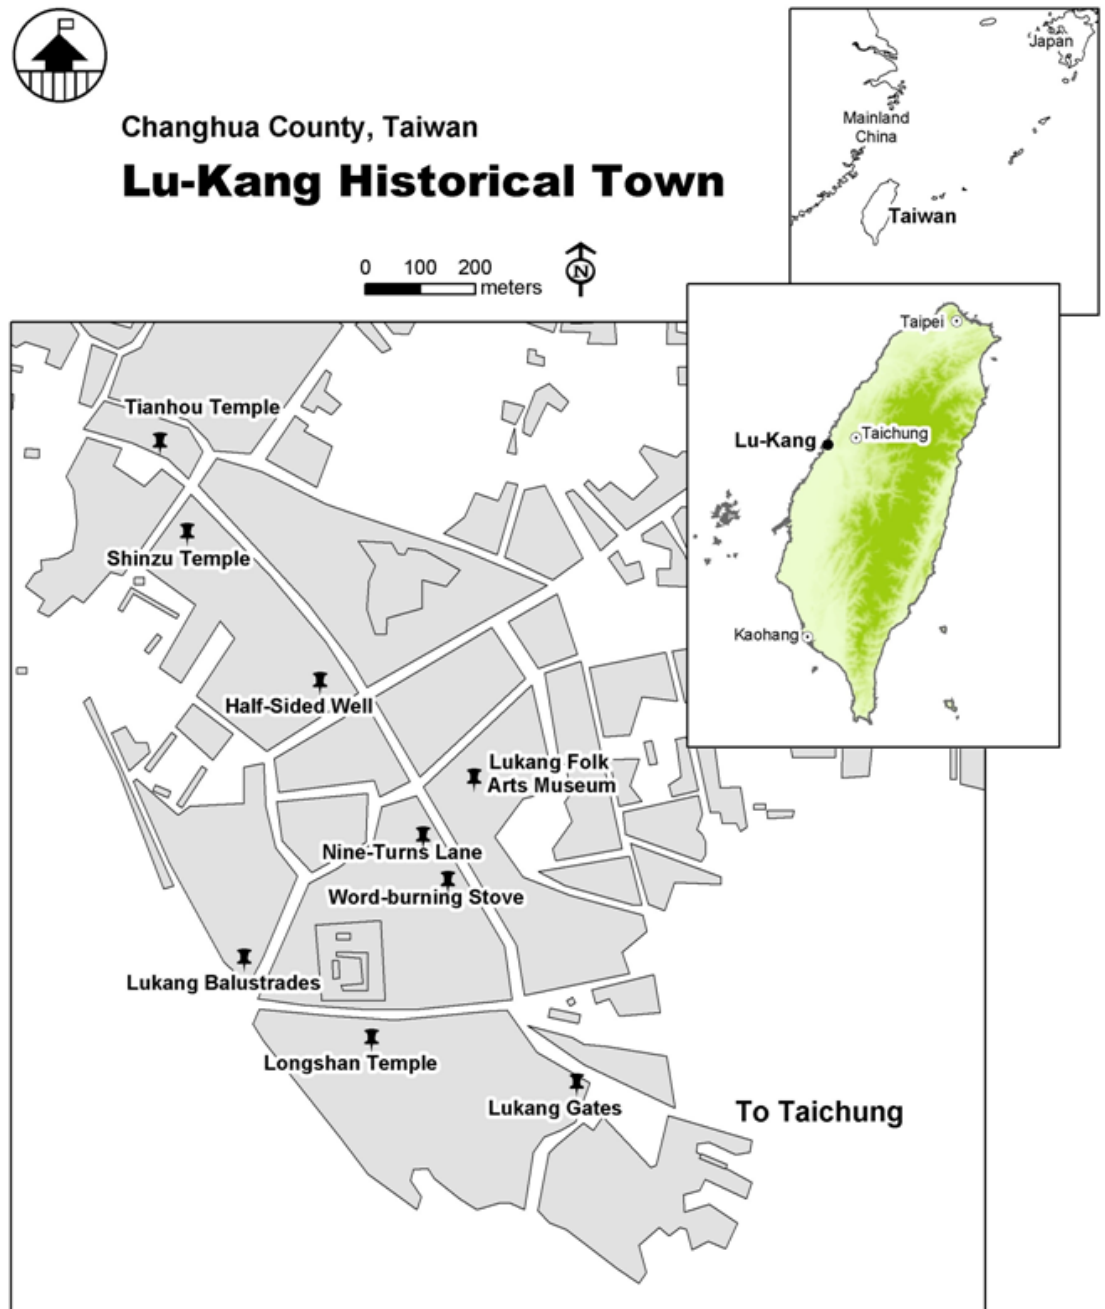 Changhua County, Taiwan
Lu-Kang Historical Town
0 100 200
meters
N
Japan
Mainland
China
Taiwan
Taipei
Lu-Kang
Taichung
Kaohang
Tianhou Temple
Shinzu Temple
Half-Sided Well
Lukang Folk
Arts Museum
Nine-Turns Lane
Word-burning Stove
Lukang Balustrades
Longshan Temple
Lukang Gates
To Taichung